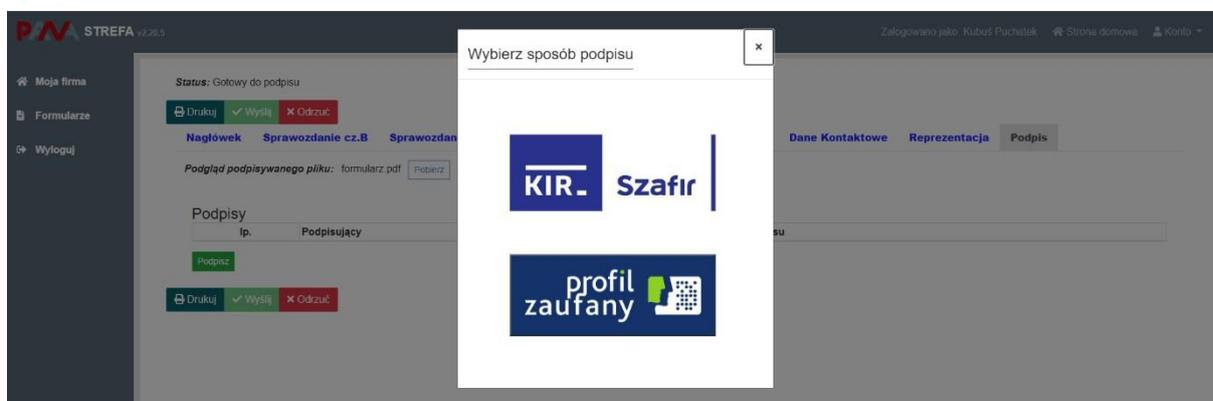 PANA STREFA v2.20.5
Zalogowano jako: Kubuś Puchatek Strona domowa Konto
Wybierz sposób podpisu ×
Moja firma
Formularze
Wyloguj
Status: Gotowy do podpisu
Drukuj Wyślij Odrzuć
Nagłówek Sprawozdanie cz.B Sprawozdan Dane Kontaktowe Reprezentacja Podpis
Podgląd podpisywanego pliku: formularz.pdf Pobierz
KIR Szafir
Podpisy
lp. Podpisujący su
Podpisz
profil
zaufany
Drukuj Wyślij Odrzuć